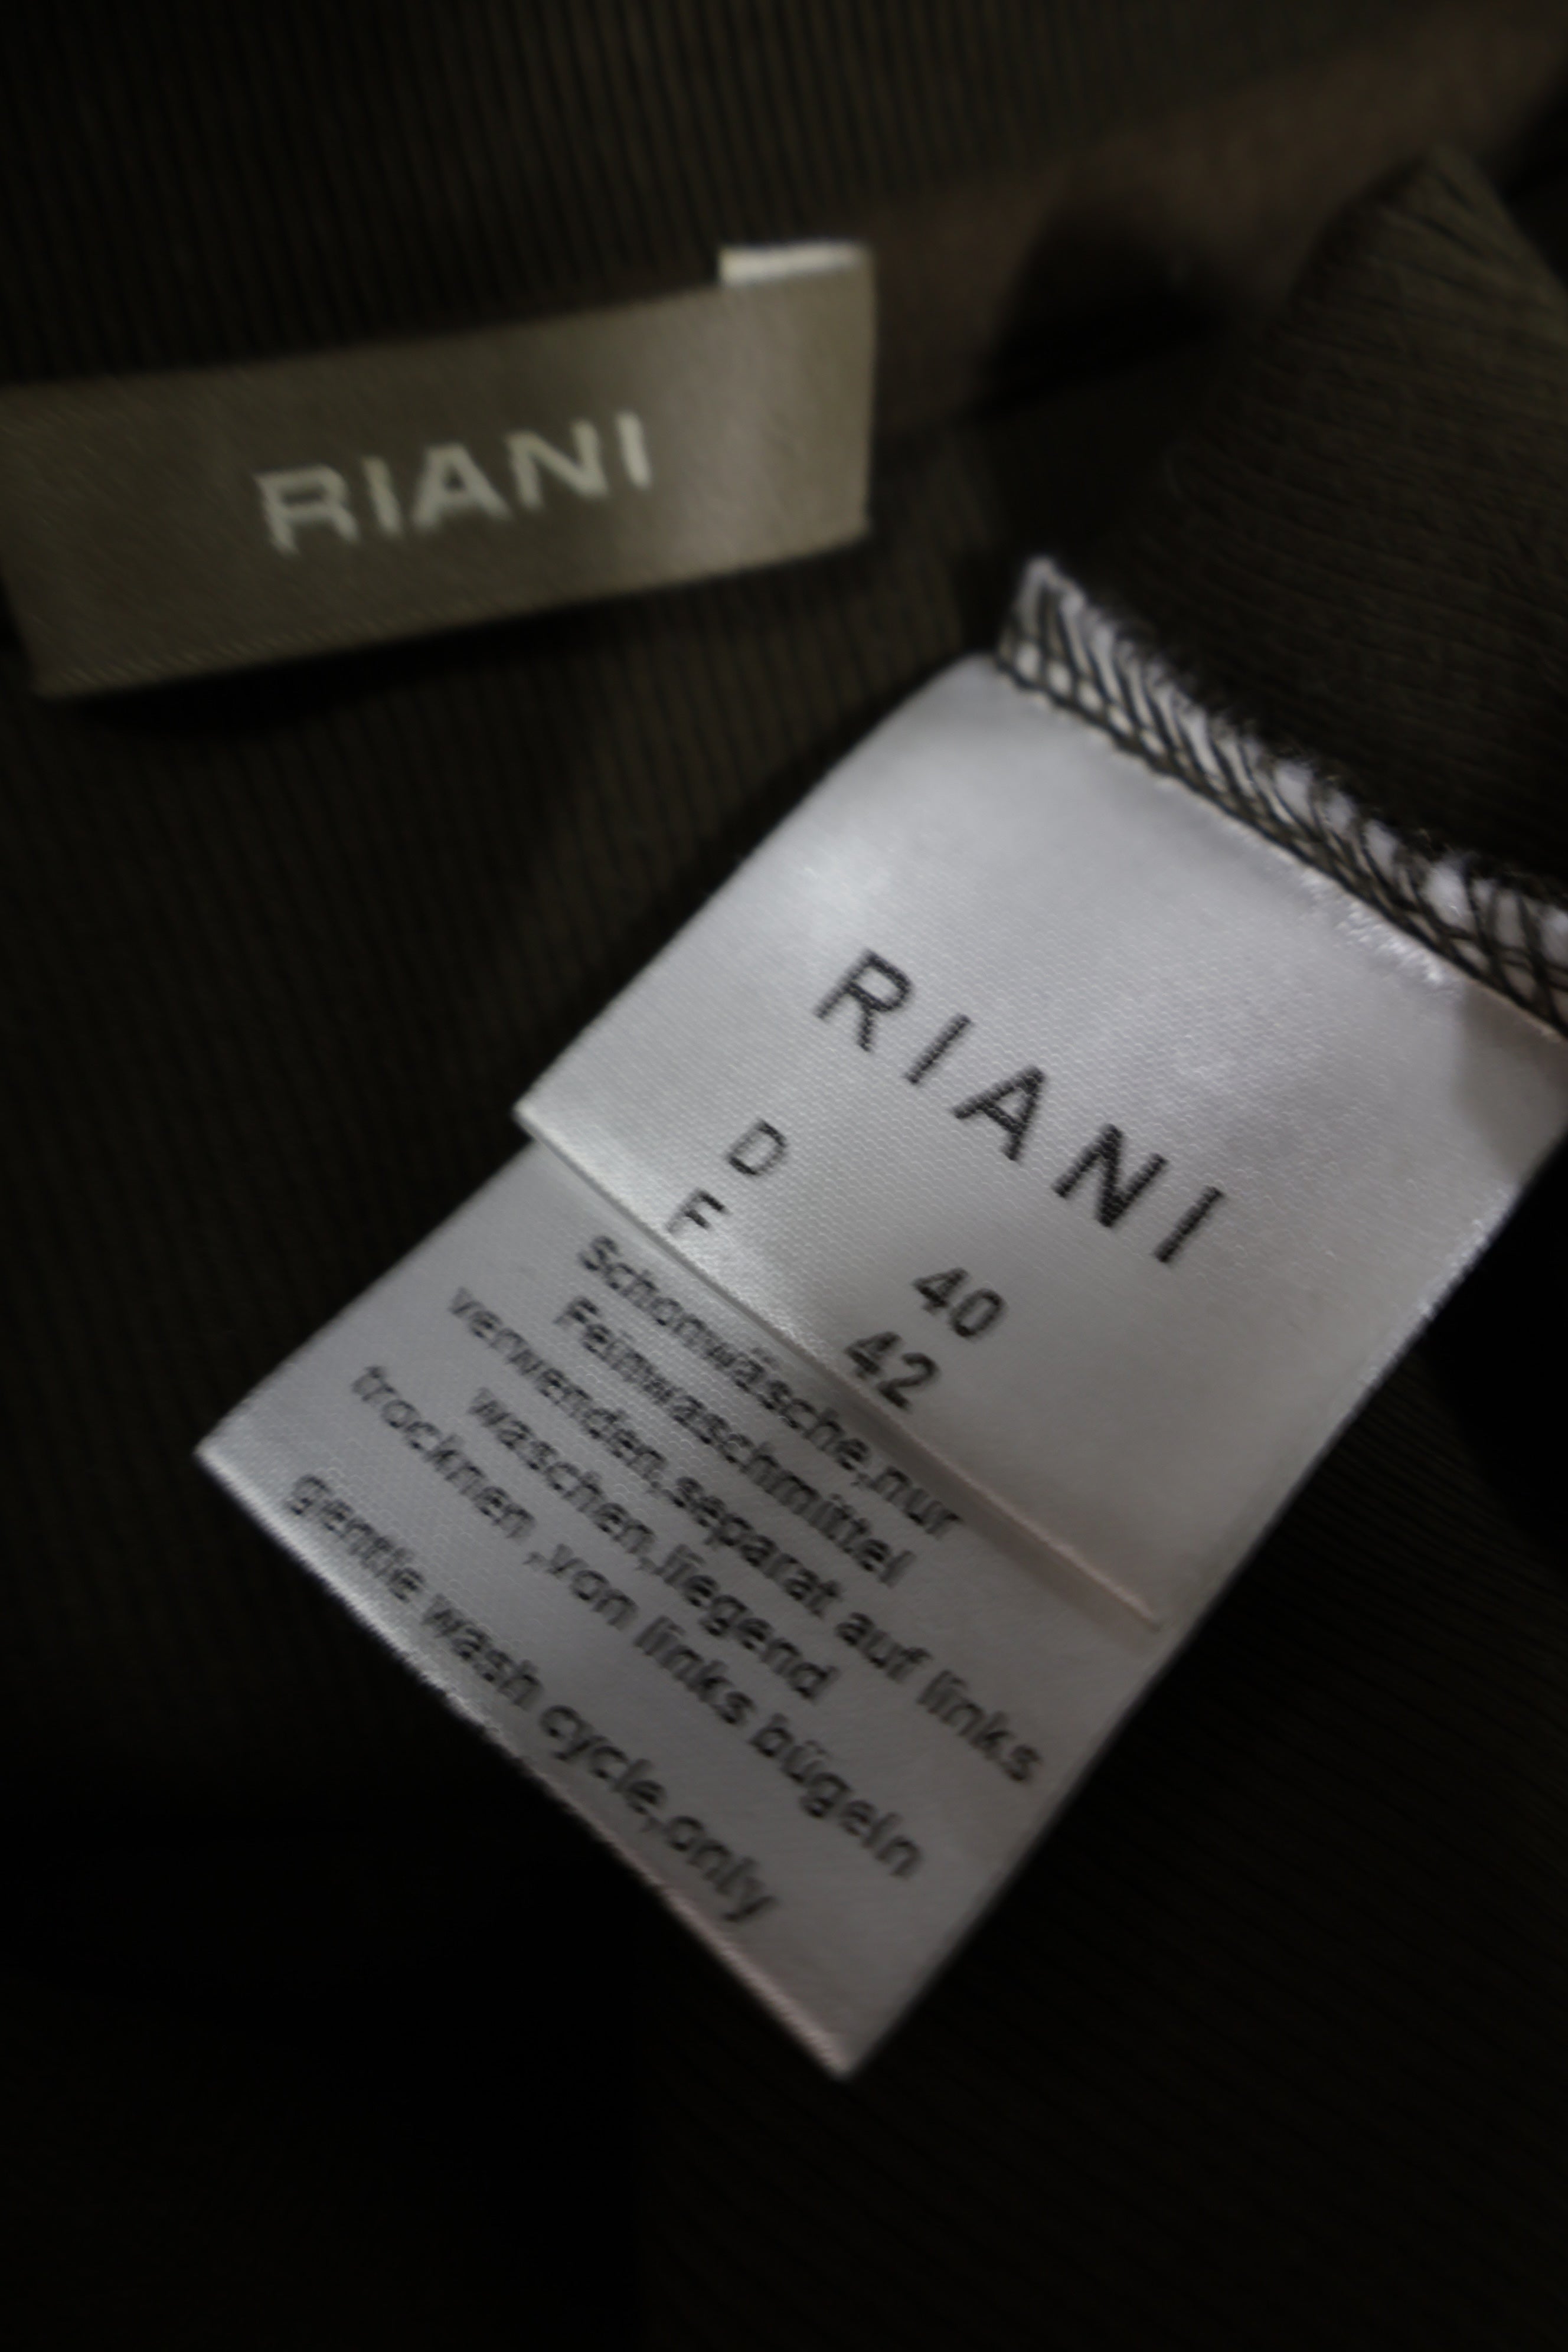 RIANI
RIANI
D 40
F 42
Schonwäsche,nur
Feinwaschmittel
verwenden,separat auf links
waschen,liegend
trocknen ,von links bügeln
gentle wash cycle,only